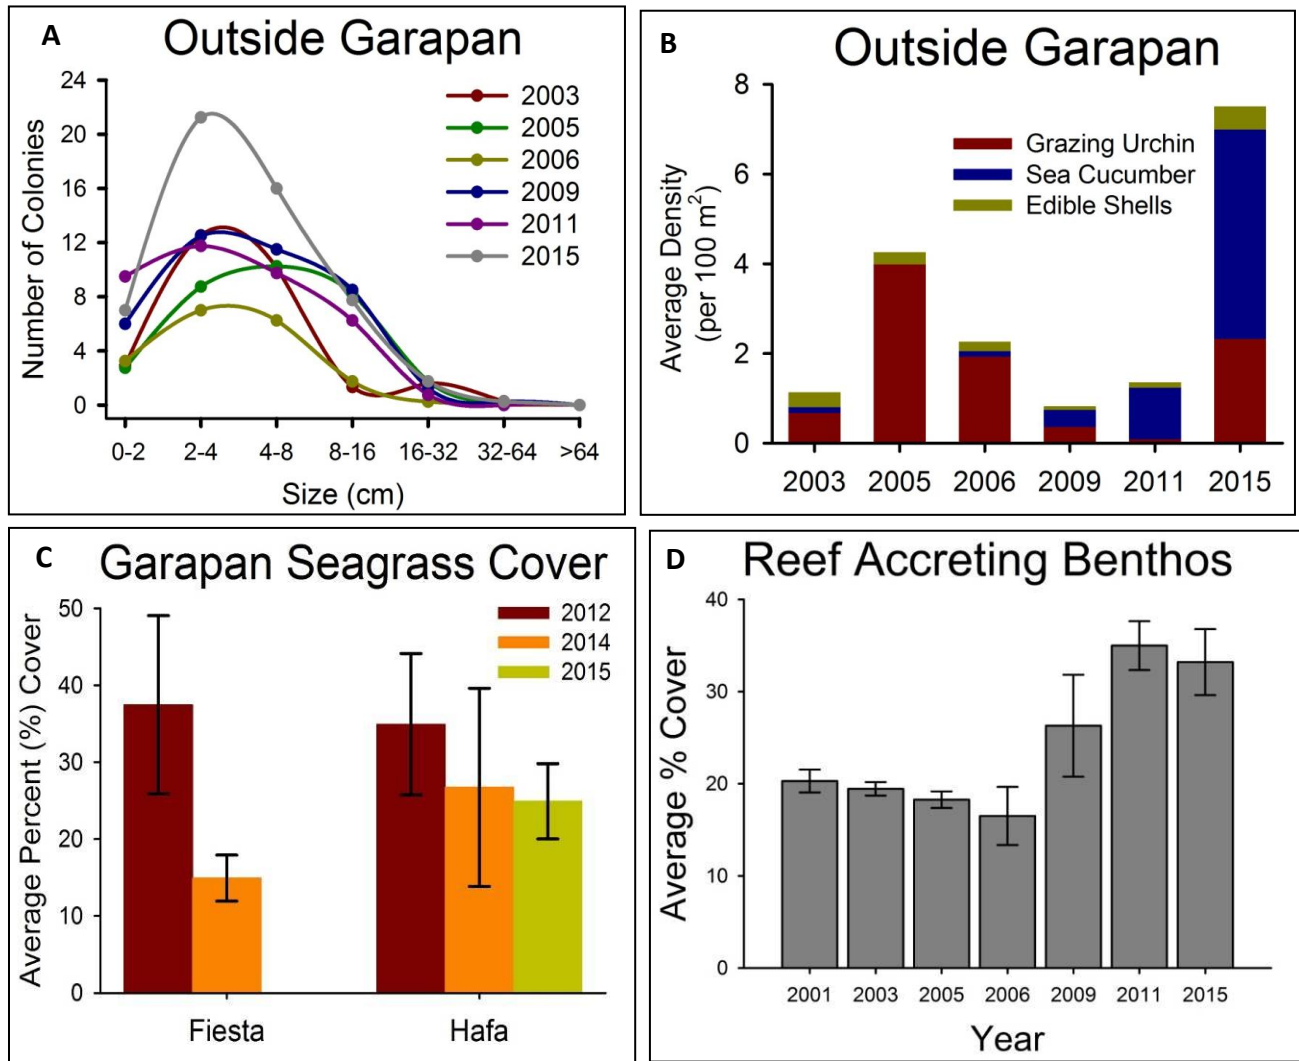 A
Outside Garapan
24
20
16
12
8
4
0
Number of Colonies
2003
2005
2006
2009
2011
2015
0-2 2-4 4-8 8-16 16-32 32-64 >64
Size (cm)
B
Outside Garapan
8
6
4
2
0
Average Density
(per 100 m²)
Grazing Urchin
Sea Cucumber
Edible Shells
2003 2005 2006 2009 2011 2015
C
Garapan Seagrass Cover
50
40
30
20
10
0
Average Percent (%) Cover
2012
2014
2015
Fiesta Hafa
D
Reef Accreting Benthos
40
30
20
10
0
Average % Cover
2001 2003 2005 2006 2009 2011 2015
Year